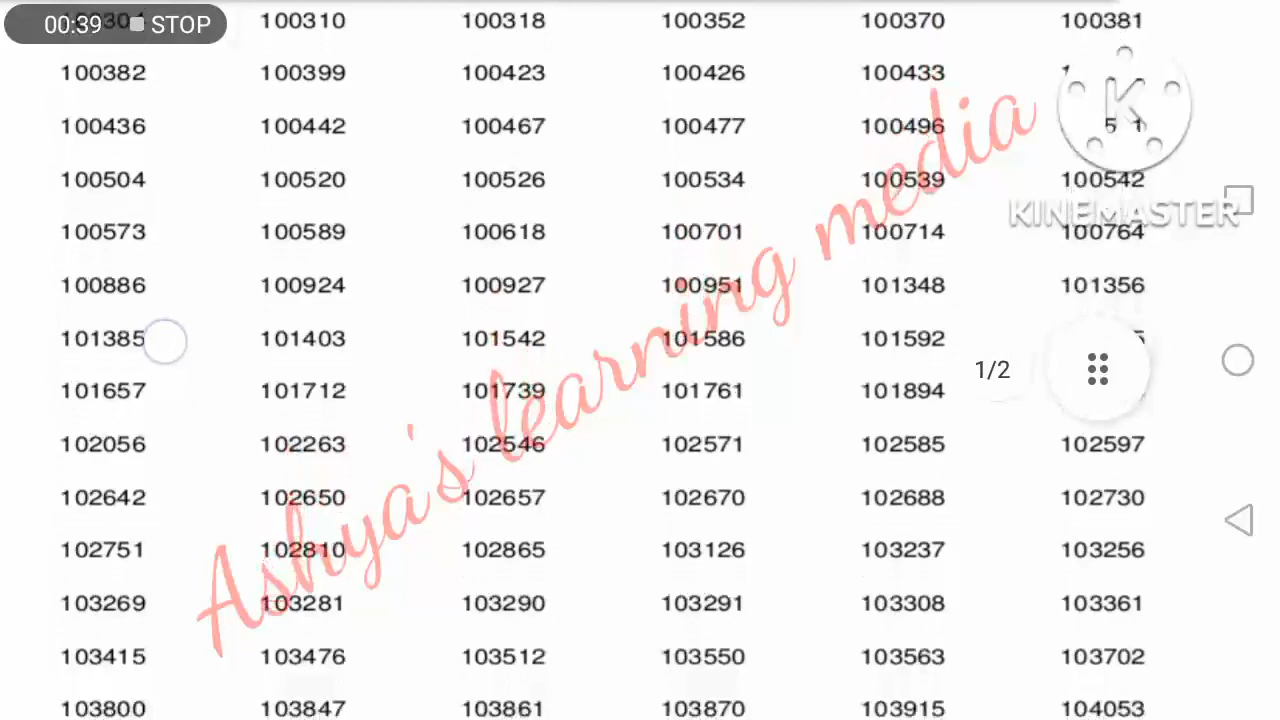 00:39 STOP
100310 100318 100352 100370 100381
100382 100399 100423 100426 100433
100436 100442 100467 100477 100496
100504 100520 100526 100534 100539 100542
100573 100589 100618 100701 100714 100764
KINEMASTER
100886 100924 100927 100951 101348 101356
101385 101403 101542 101586 101592
1/2
101657 101712 101739 101761 101894
102056 102263 102546 102571 102585 102597
102642 102650 102657 102670 102688 102730
102751 102810 102865 103126 103237 103256
103269 103281 103290 103291 103308 103361
103415 103476 103512 103550 103563 103702
103800 103847 103861 103870 103915 104053
Ashya's learning media